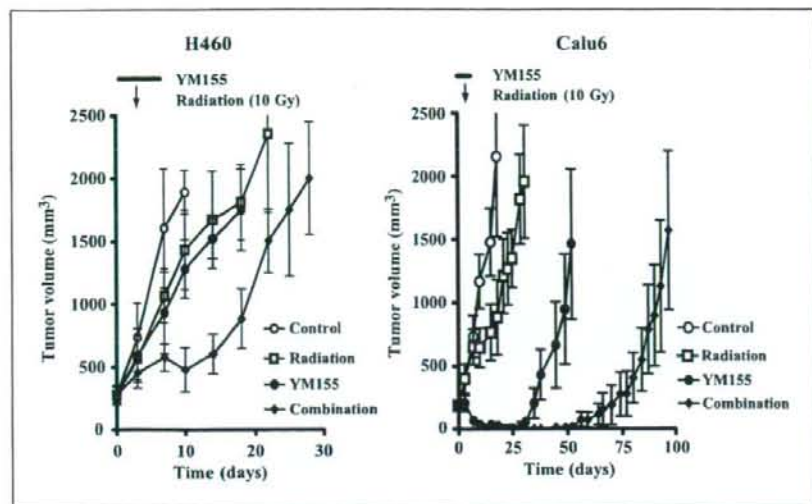 H460
YM155
Radiation (10 Gy)
2500
2000
1500
1000
500
0
Tumor volume (mm³)
0
10
20
30
Time (days)
Control
Radiation
YM155
Combination
Calu6
YM155
Radiation (10 Gy)
2500
2000
1500
1000
500
0
Tumor volume (mm³)
0
25
50
75
100
Time (days)
Control
Radiation
YM155
Combination